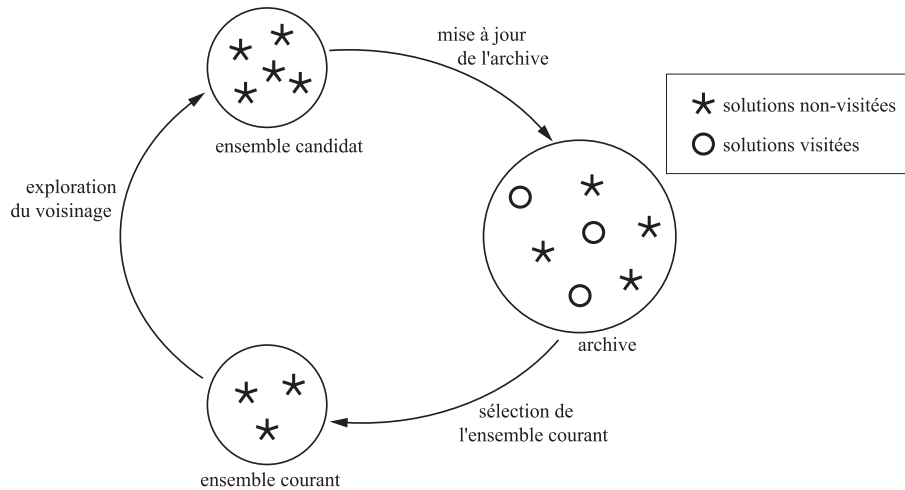 mise à jour
de l'archive
solutions non-visitées
solutions visitées
ensemble candidat
exploration
du voisinage
archive
sélection de
l'ensemble courant
ensemble courant